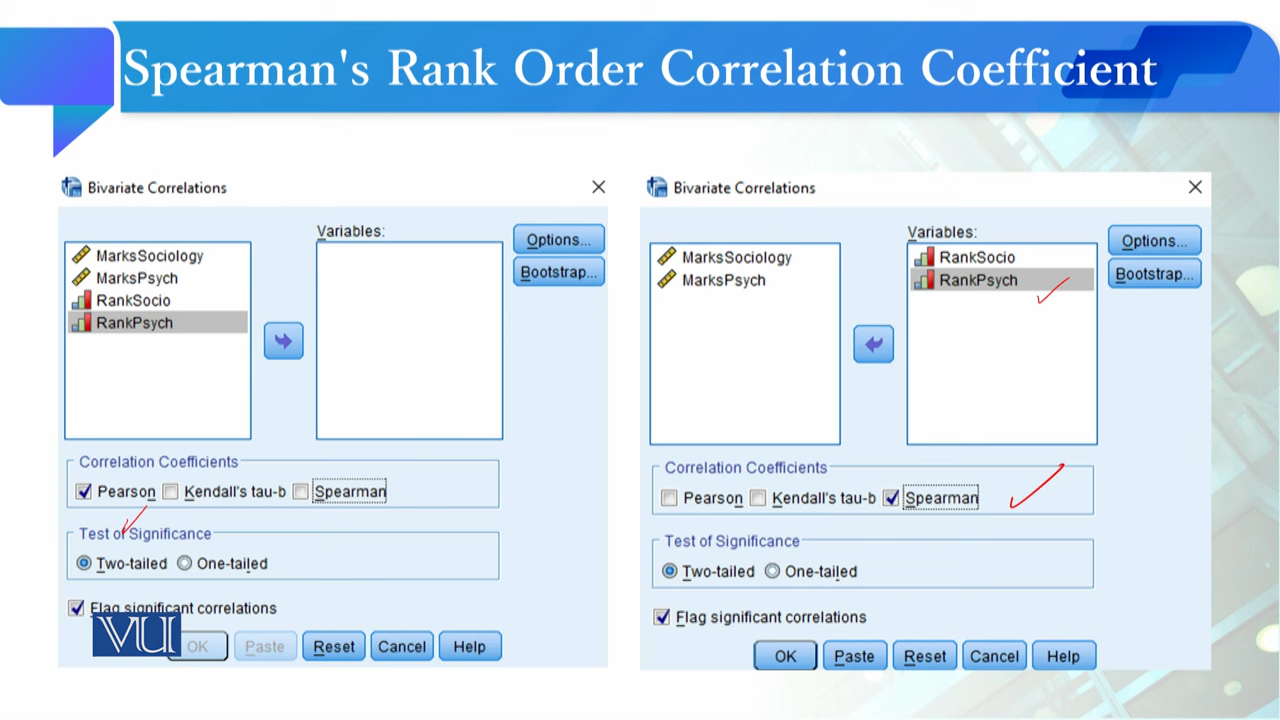 Spearman's Rank Order Correlation Coefficient
Bivariate Correlations
Variables:
MarksSociology
MarksPsych
RankSocio
RankPsych
Options...
Bootstrap...
Correlation Coefficients
Pearson Kendall's tau-b Spearman
Test of Significance
Two-tailed One-tailed
Flag significant correlations
VU
OK Paste Reset Cancel Help
Bivariate Correlations
MarksSociology
MarksPsych
Variables:
RankSocio
RankPsych
Options...
Bootstrap...
Correlation Coefficients
Pearson Kendall's tau-b Spearman
Test of Significance
Two-tailed One-tailed
Flag significant correlations
OK Paste Reset Cancel Help